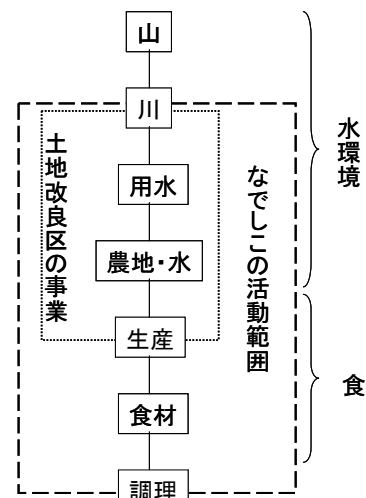 山
川
用水
農地・水
生産
食材
調理
土地改良区の事業
なでしこの活動範囲
水環境
食